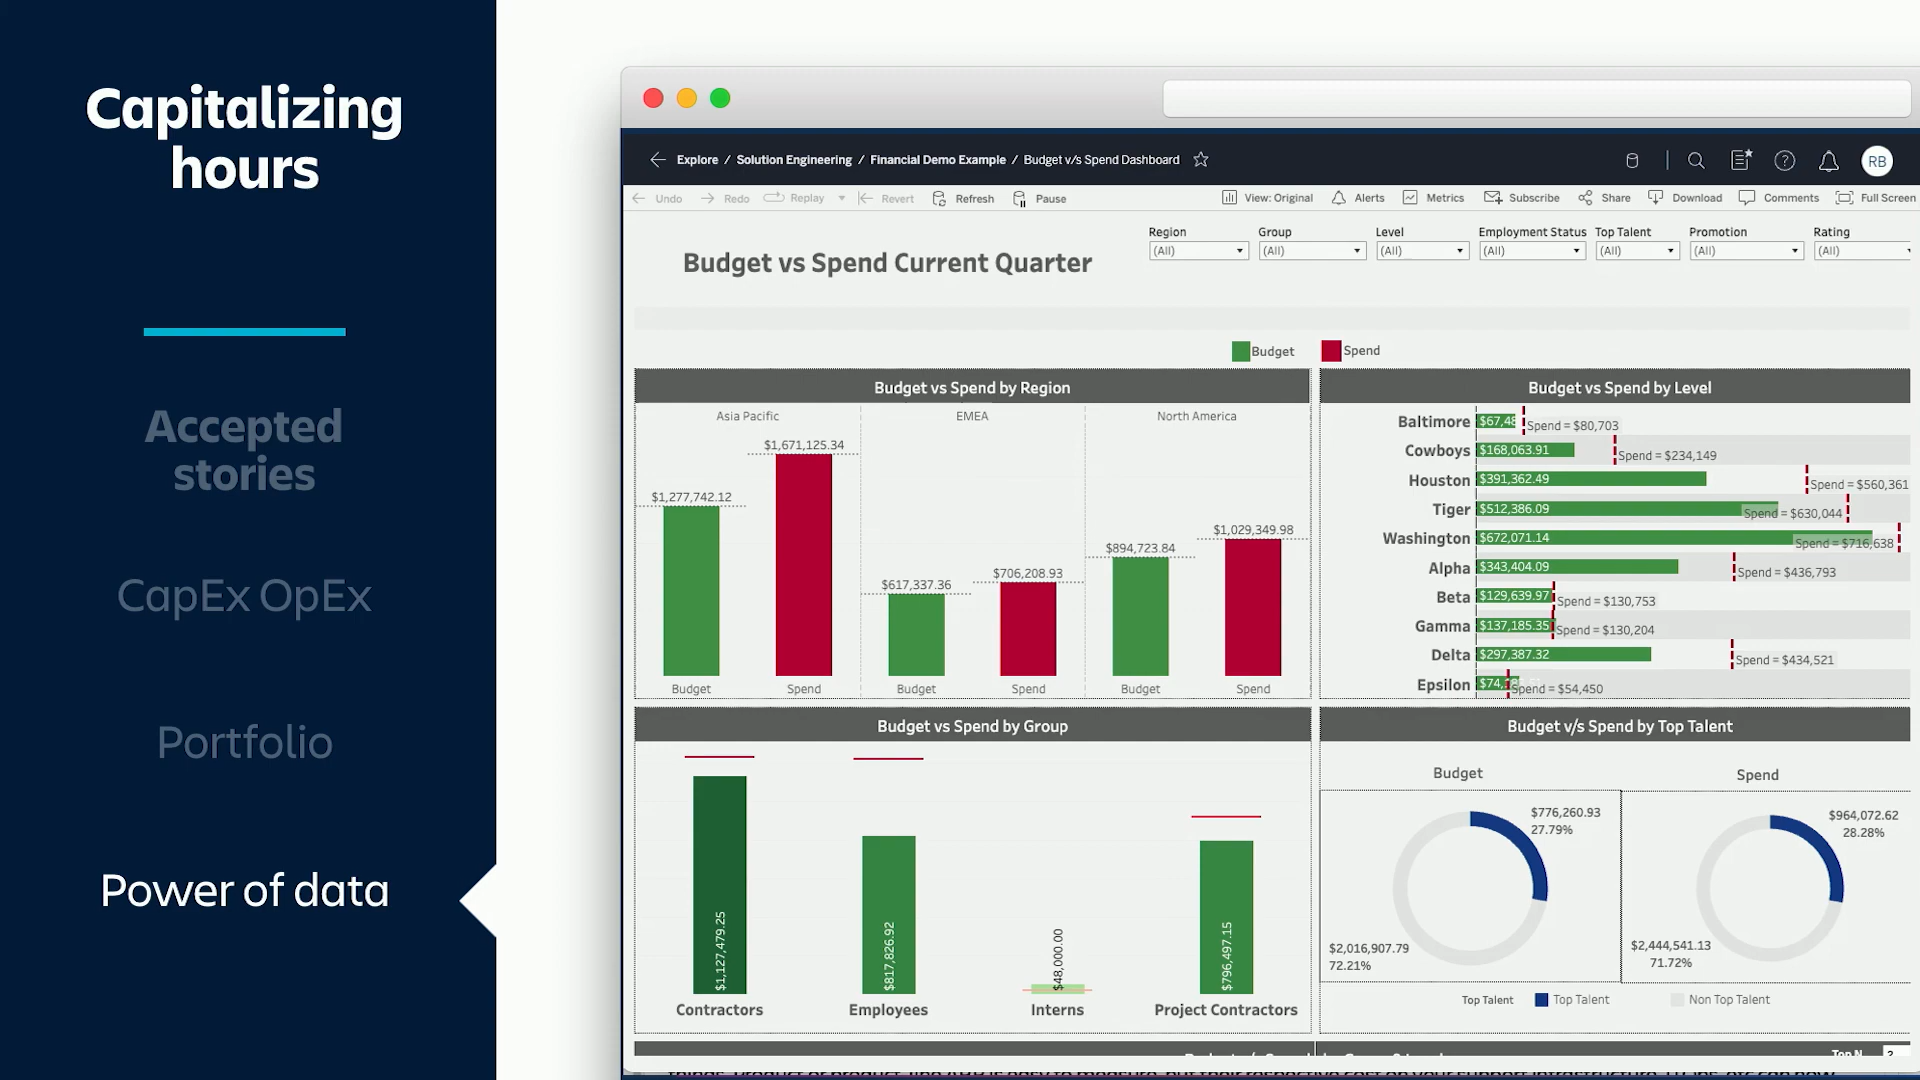 Capitalizing
hours
Accepted
stories
CapEx OpEx
Portfolio
Power of data
Explore / Solution Engineering / Financial Demo Example / Budget v/s Spend Dashboard
RB
Undo Redo Replay Revert Refresh Pause
View: Original Alerts Metrics Subscribe Share Download Comments Full Screen
Budget vs Spend Current Quarter
Region Group Level Employment Status Top Talent Promotion Rating
(All) (All) (All) (All) (All) (All) (All)
Budget Spend
Budget vs Spend by Region
Asia Pacific EMEA North America
$1,671,125.34
$1,277,742.12
$1,029,349.98
$894,723.84
$706,208.93
$617,337.36
Budget Spend Budget Spend Budget Spend
Budget vs Spend by Level
Baltimore $67,48 Spend = $80,703
Cowboys $168,063.91 Spend = $234,149
Houston $391,362.49 Spend = $560,361
Tiger $512,386.09 Spend = $630,044
Washington $672,071.14 Spend = $716,638
Alpha $343,404.09 Spend = $436,793
Beta $129,639.97 Spend = $130,753
Gamma $137,185.35 Spend = $130,204
Delta $297,387.32 Spend = $434,521
Epsilon Spend = $54,450
Budget vs Spend by Group
$1,127,479.25
$817,826.92
$48,000.00
$796,497.15
Contractors Employees Interns Project Contractors
Budget v/s Spend by Top Talent
Budget Spend
$776,260.93
27.79%
$964,072.62
28.28%
$2,016,907.79
72.21%
$2,444,541.13
71.72%
Top Talent Top Talent Non Top Talent